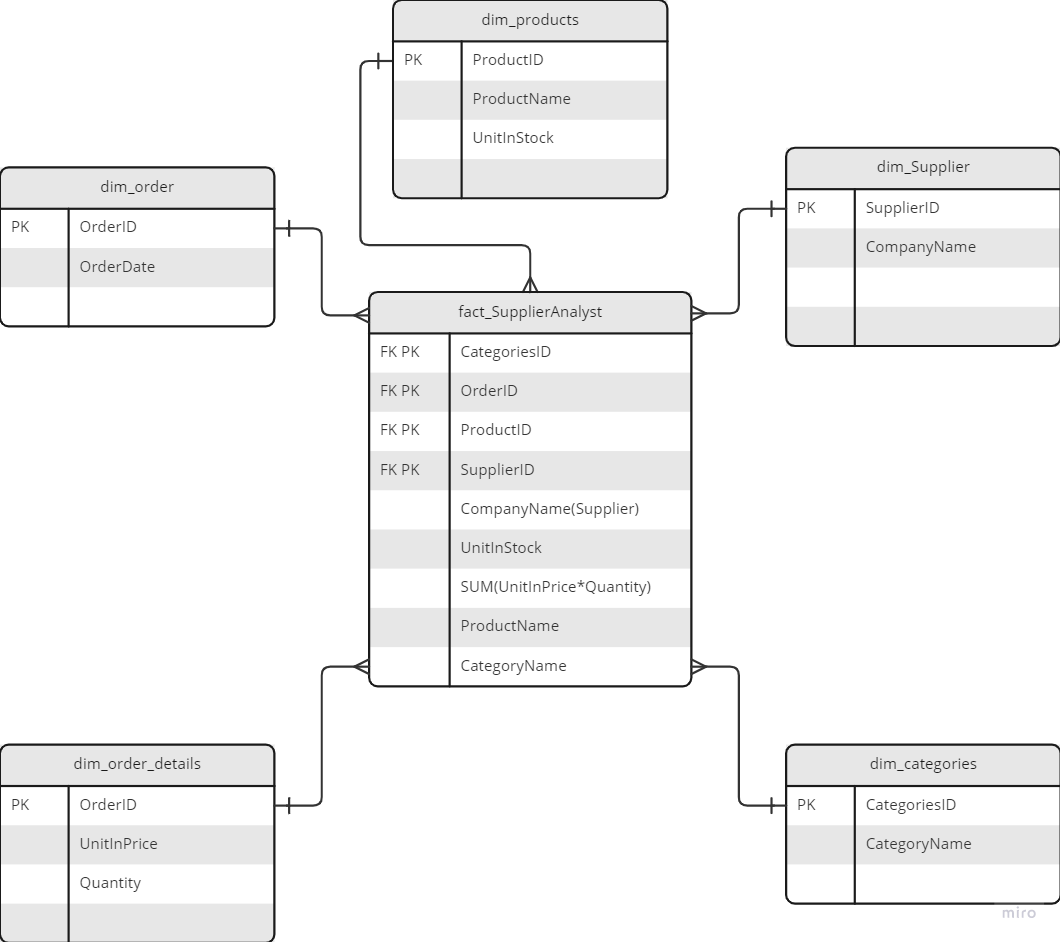 dim_products
PK ProductID
ProductName
UnitInStock
dim_order
PK OrderID
OrderDate
dim_Supplier
PK SupplierID
CompanyName
fact_SupplierAnalyst
FK PK CategoriesID
FK PK OrderID
FK PK ProductID
FK PK SupplierID
CompanyName(Supplier)
UnitInStock
SUM(UnitInPrice*Quantity)
ProductName
CategoryName
dim_order_details
PK OrderID
UnitInPrice
Quantity
dim_categories
PK CategoriesID
CategoryName
miro